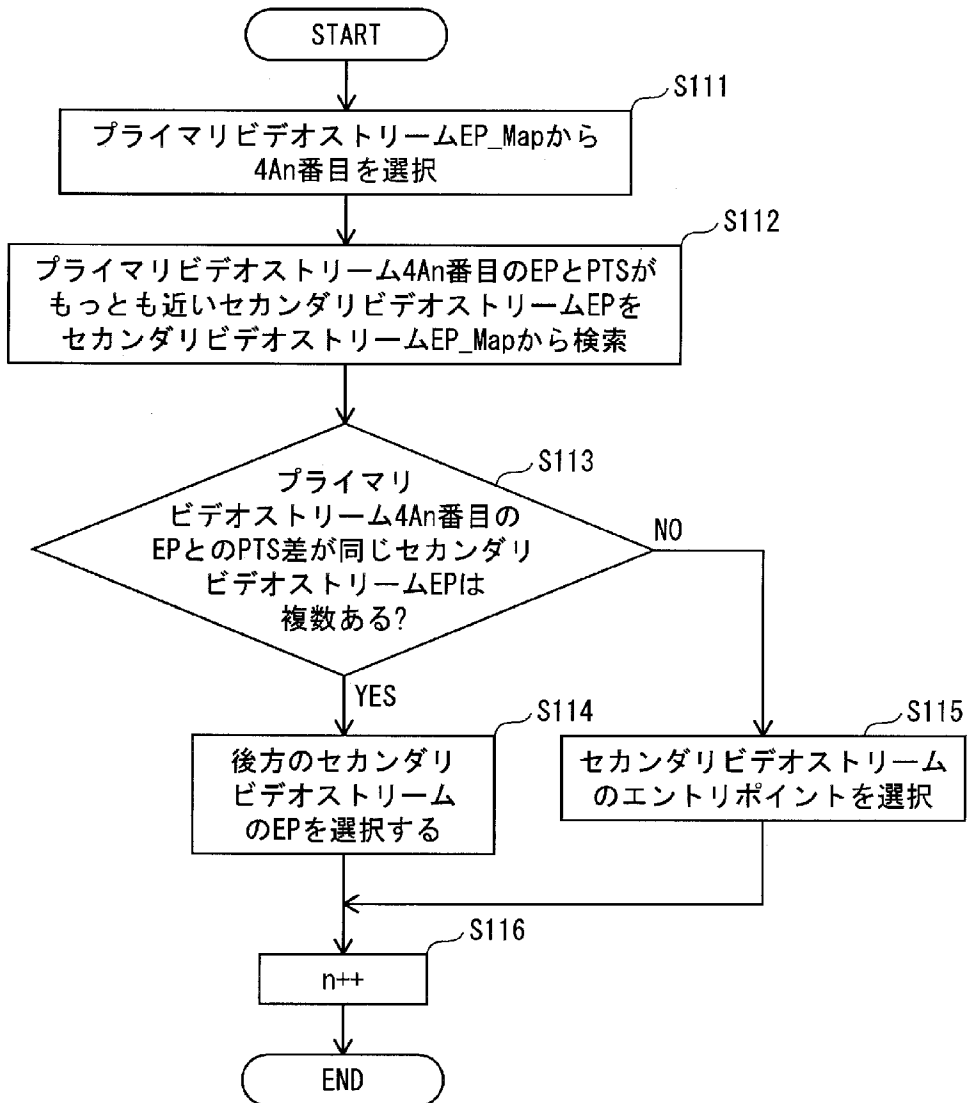 START
S111
プライマリビデオストリームEP_Mapから
4An番目を選択
S112
プライマリビデオストリーム4An番目のEPとPTSが
もっとも近いセカンダリビデオストリームEPを
セカンダリビデオストリームEP_Mapから検索
S113
プライマリ
ビデオストリーム4An番目の
EPとのPTS差が同じセカンダリ
ビデオストリームEPは
複数ある?
NO
YES
S114
後方のセカンダリ
ビデオストリーム
のEPを選択する
S115
セカンダリビデオストリーム
のエントリポイントを選択
S116
n++
END